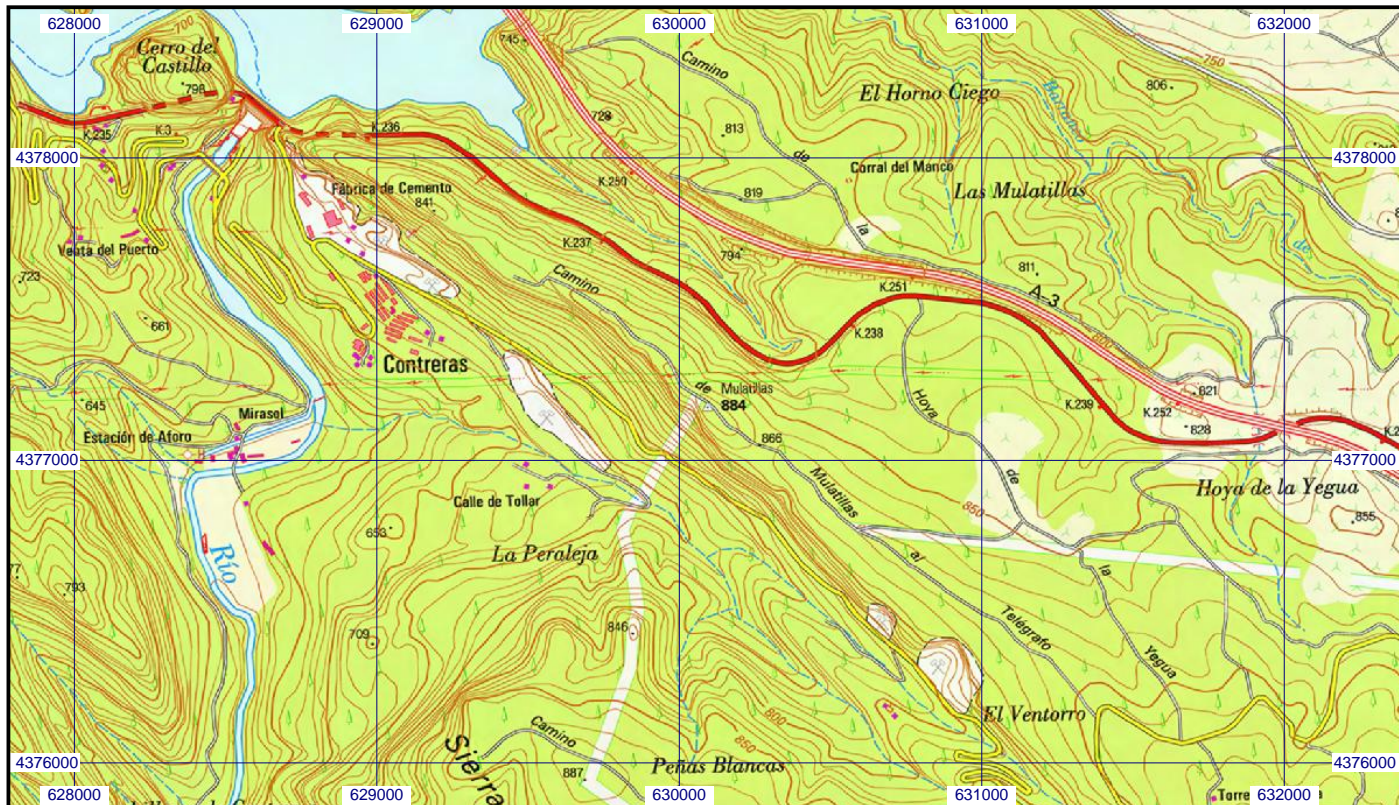 628000
629000
630000
631000
632000
700
Cerro del
Castillo
798
745
Camino
806
750
El Horno Ciego
Barranco
728
813
K.235
K.3
K.236
4378000
4378000
de
Corral del Manco
K.250
Fábrica de Cemento
819
Las Mulatillas
841
la
Venta del Puerto
K.237
794
de
723
Camino
811
A-3
K.251
661
K.238
800
Contreras
de
Mulatillas
884
821
645
Mirasol
Hoya
K.239
K.252
828
Estación de Aforo
866
4377000
4377000
Mulatillas
de
Hoya de la Yegua
Calle de Tollar
850
855
653
La Peraleja
al
Río
la
793
Telégrafo
846
709
Yegua
El Ventorro
800
Camino
850
Sierra
Peñas Blancas
887
4376000
4376000
Torre
628000
629000
630000
631000
632000